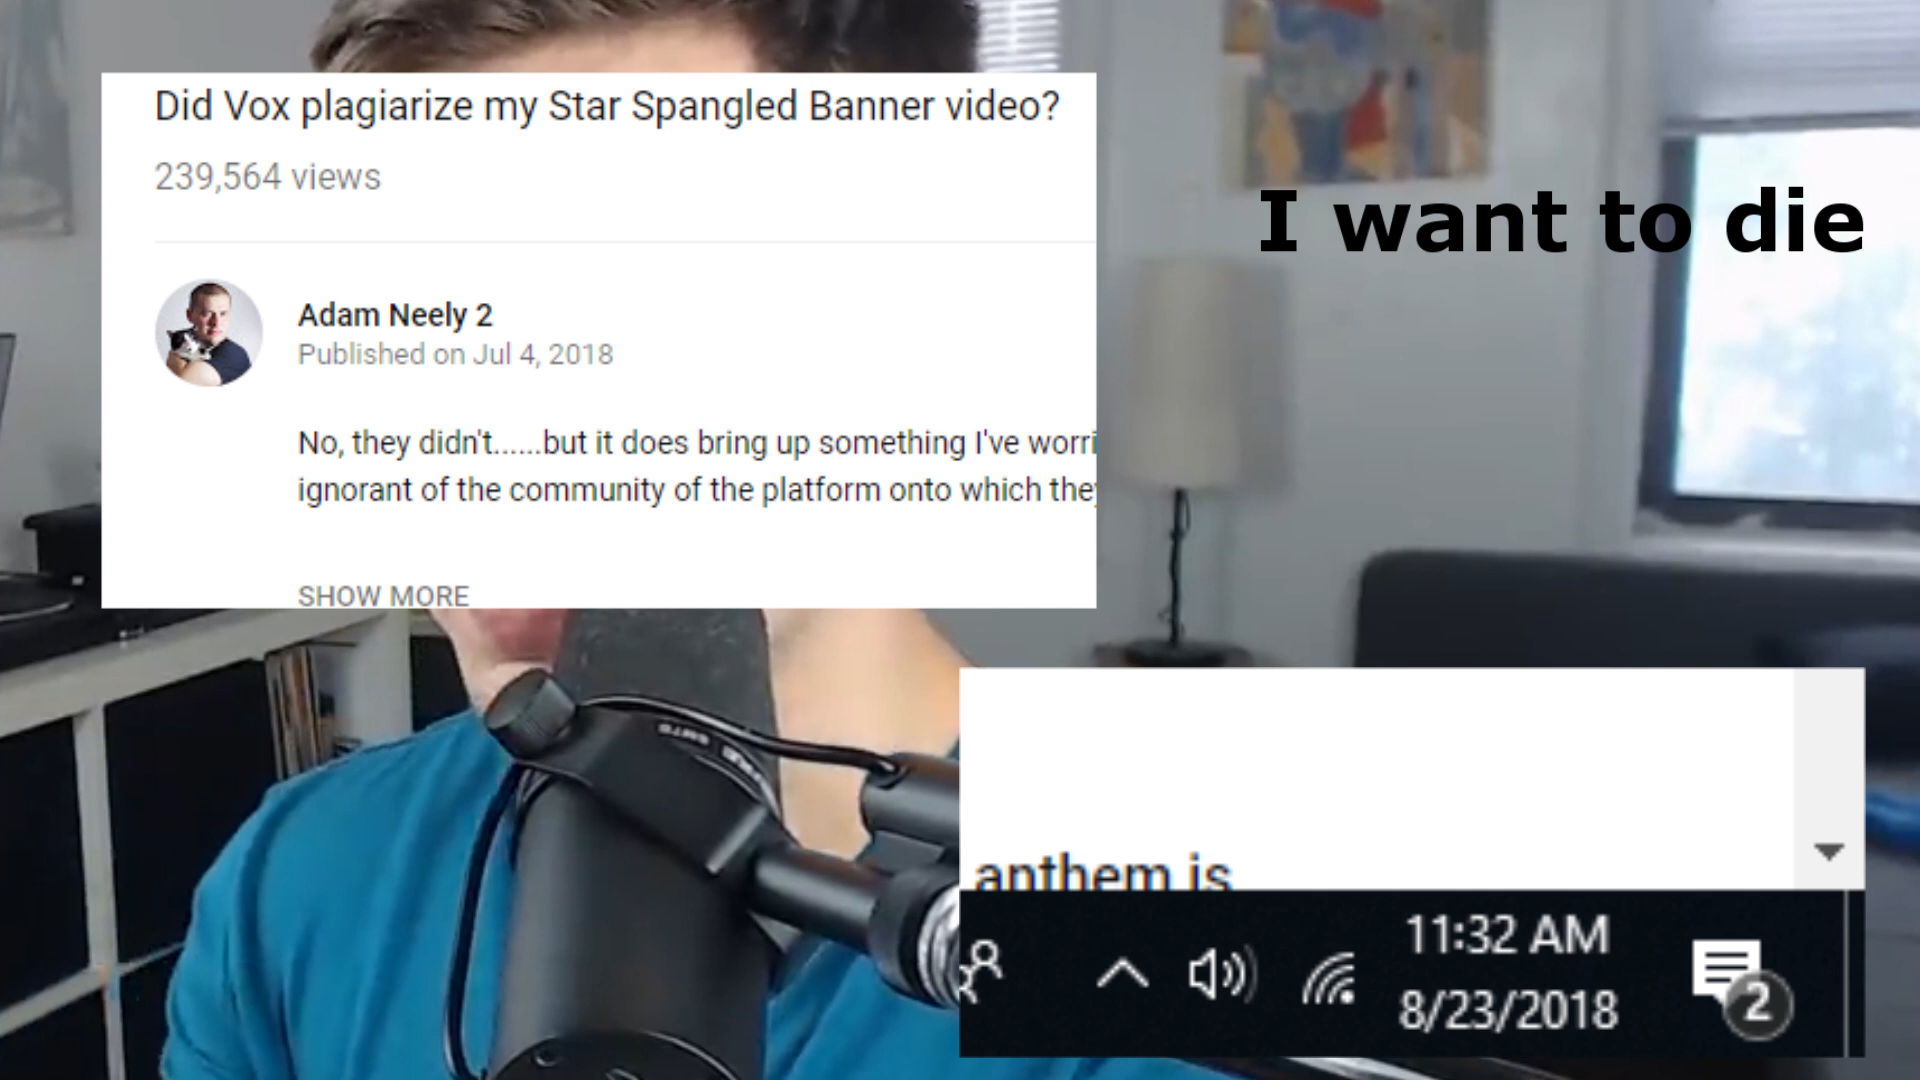 Did Vox plagiarize my Star Spangled Banner video?
239,564 views
I want to die
Adam Neely 2
Published on Jul 4, 2018
No, they didn't......but it does bring up something I've worri
ignorant of the community of the platform onto which they
SHOW MORE
anthem is
11:32 AM
8/23/2018
2